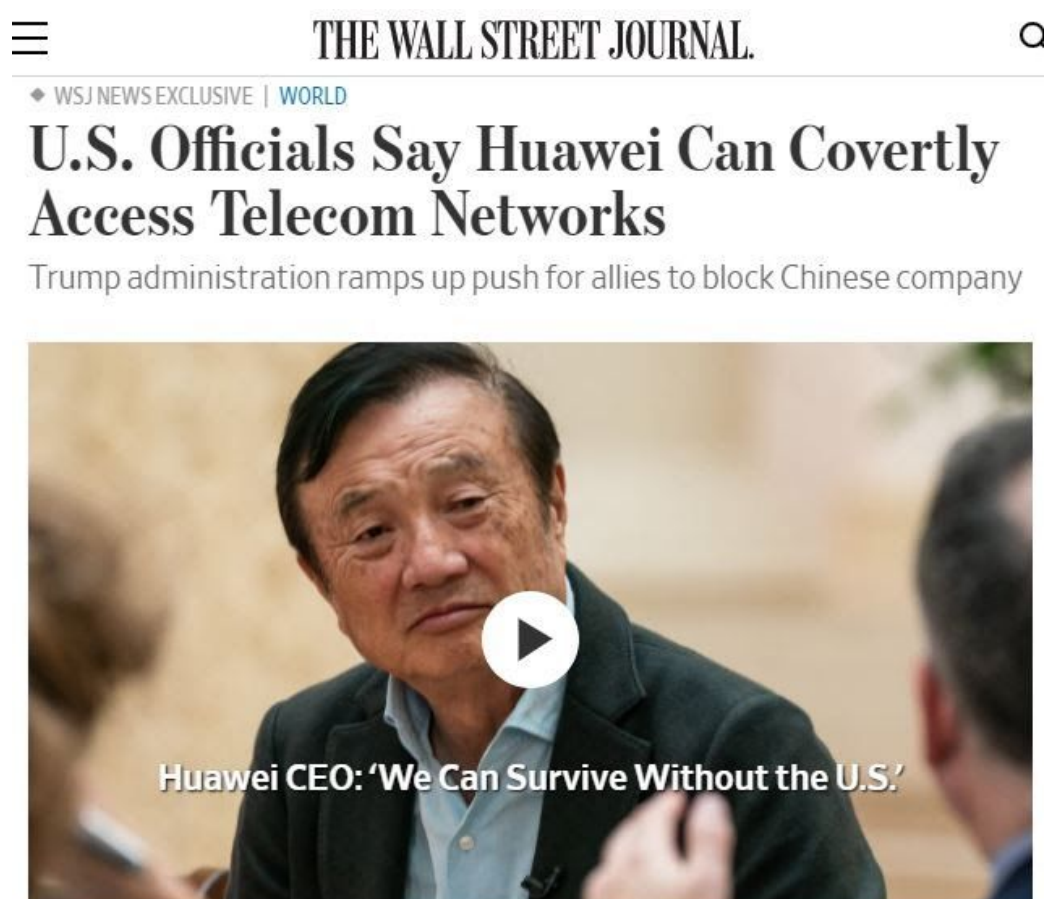 THE WALL STREET JOURNAL.
WSJ NEWS EXCLUSIVE | WORLD
U.S. Officials Say Huawei Can Covertly
Access Telecom Networks
Trump administration ramps up push for allies to block Chinese company
Huawei CEO: ‘We Can Survive Without the U.S.’